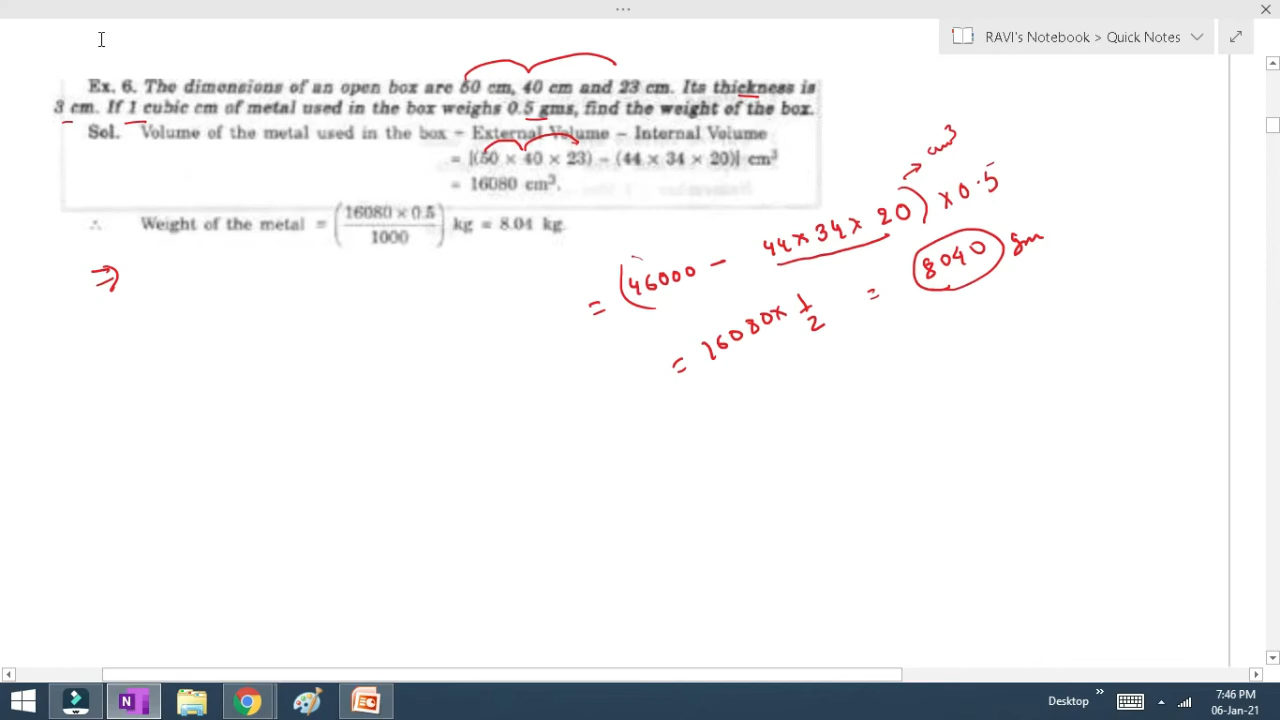 RAVI's Notebook > Quick Notes
Ex. 6. The dimensions of an open box are 50 cm, 40 cm and 23 cm. Its thickness is
3 cm. If 1 cubic cm of metal used in the box weighs 0.5 gms, find the weight of the box.
Sol. Volume of the metal used in the box = External Volume – Internal Volume
= [(50 × 40 × 23) – (44 × 34 × 20)] cm³
= 16080 cm³.
∴ Weight of the metal = (16080 × 0.5 / 1000) kg = 8.04 kg.
⇒
= (46000 – 44 × 34 × 20) × 0.5
→ cm³
= 16080 × 1/2 = 8040 gm
Desktop
7:46 PM
06-Jan-21